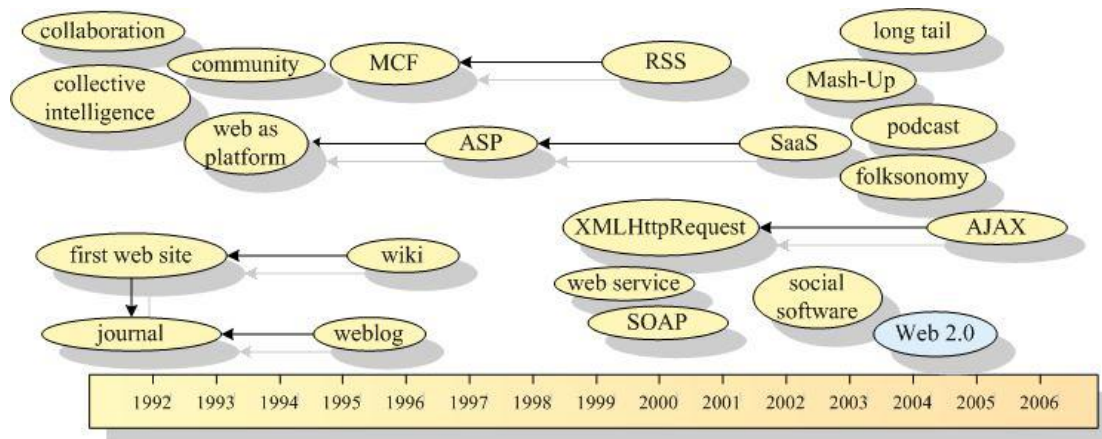 collaboration
collective
intelligence
community
MCF
RSS
long tail
Mash-Up
web as
platform
ASP
SaaS
podcast
folksonomy
first web site
wiki
XMLHttpRequest
AJAX
web service
SOAP
social
software
journal
weblog
Web 2.0
1992 1993 1994 1995 1996 1997 1998 1999 2000 2001 2002 2003 2004 2005 2006